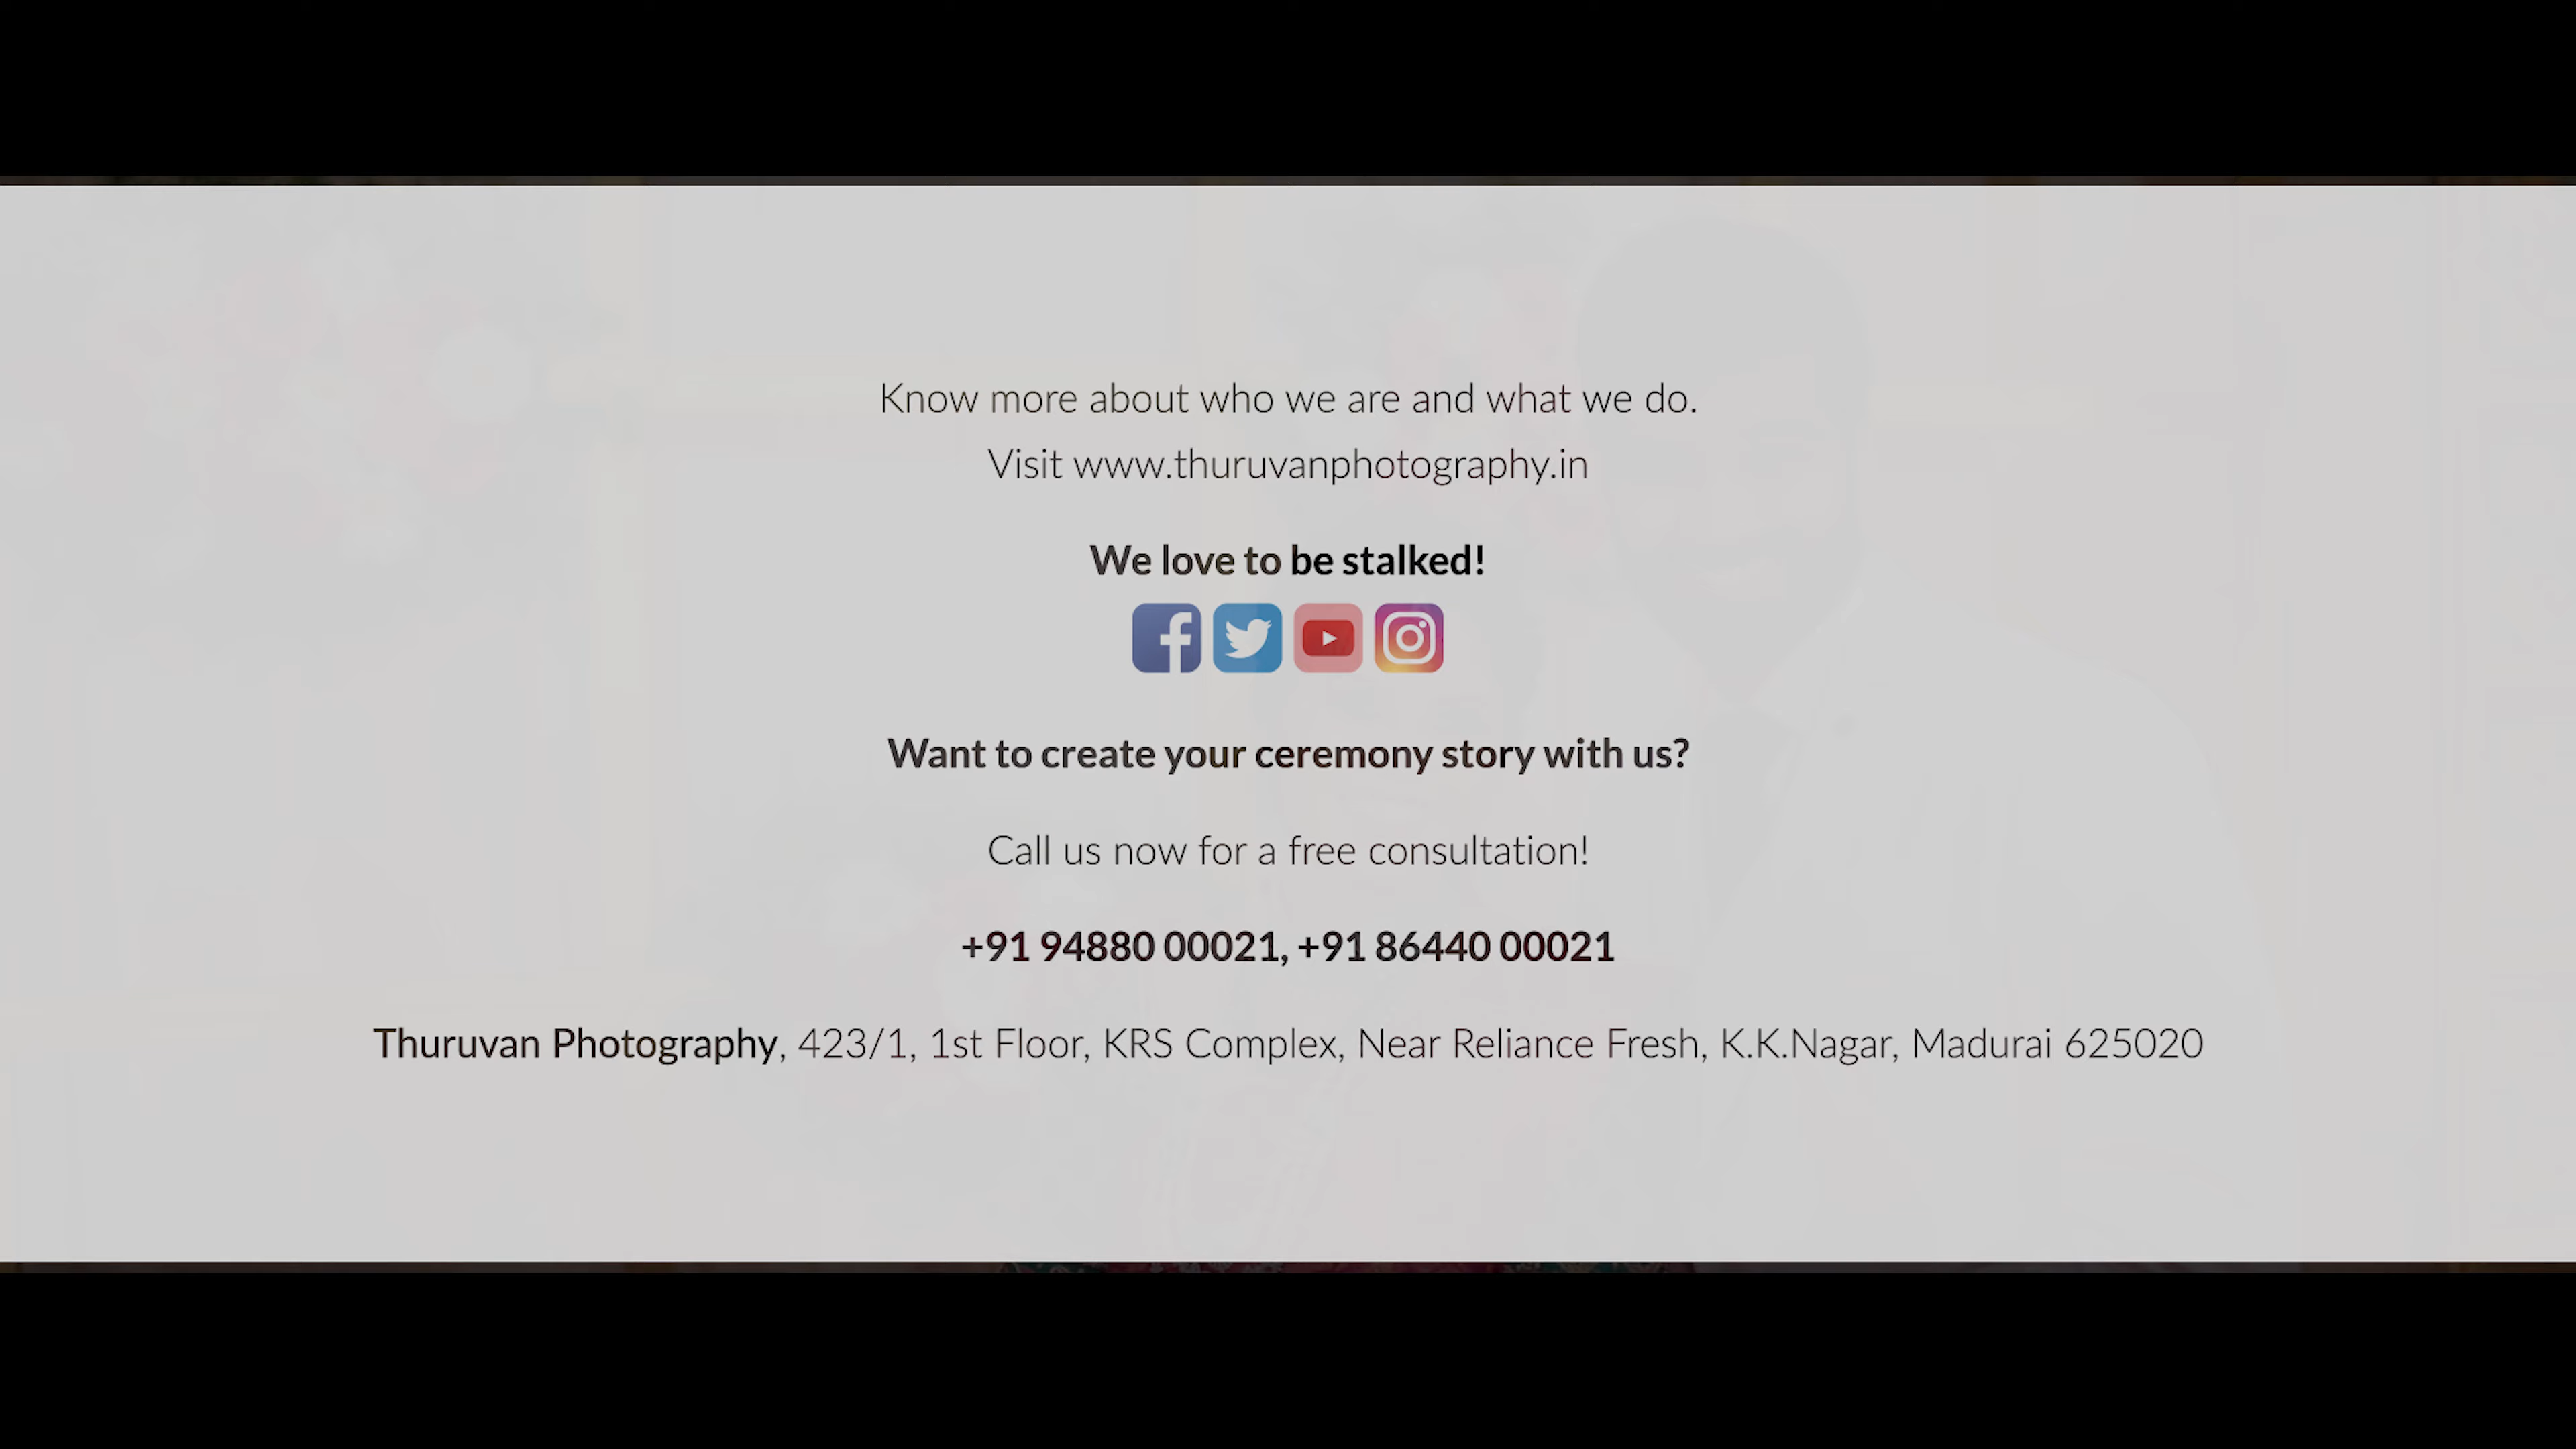 Know more about who we are and what we do.
Visit www.thuruvanphotography.in
We love to be stalked!
Want to create your ceremony story with us?
Call us now for a free consultation!
+91 94880 00021, +91 86440 00021
Thuruvan Photography, 423/1, 1st Floor, KRS Complex, Near Reliance Fresh, K.K.Nagar, Madurai 625020